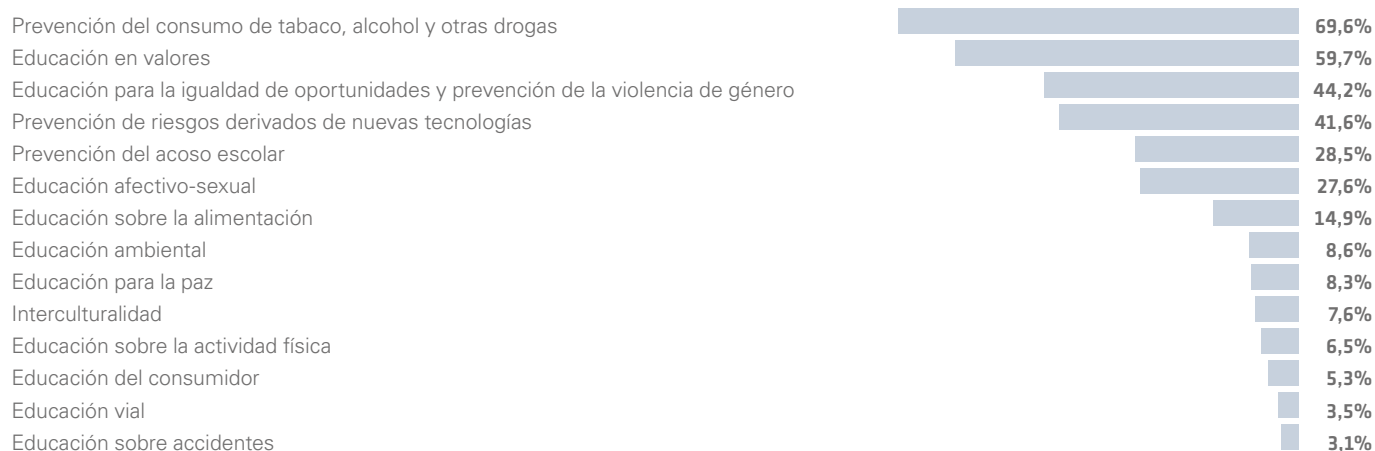 Prevención del consumo de tabaco, alcohol y otras drogas 69,6%
Educación en valores 59,7%
Educación para la igualdad de oportunidades y prevención de la violencia de género 44,2%
Prevención de riesgos derivados de nuevas tecnologías 41,6%
Prevención del acoso escolar 28,5%
Educación afectivo-sexual 27,6%
Educación sobre la alimentación 14,9%
Educación ambiental 8,6%
Educación para la paz 8,3%
Interculturalidad 7,6%
Educación sobre la actividad física 6,5%
Educación del consumidor 5,3%
Educación vial 3,5%
Educación sobre accidentes 3,1%